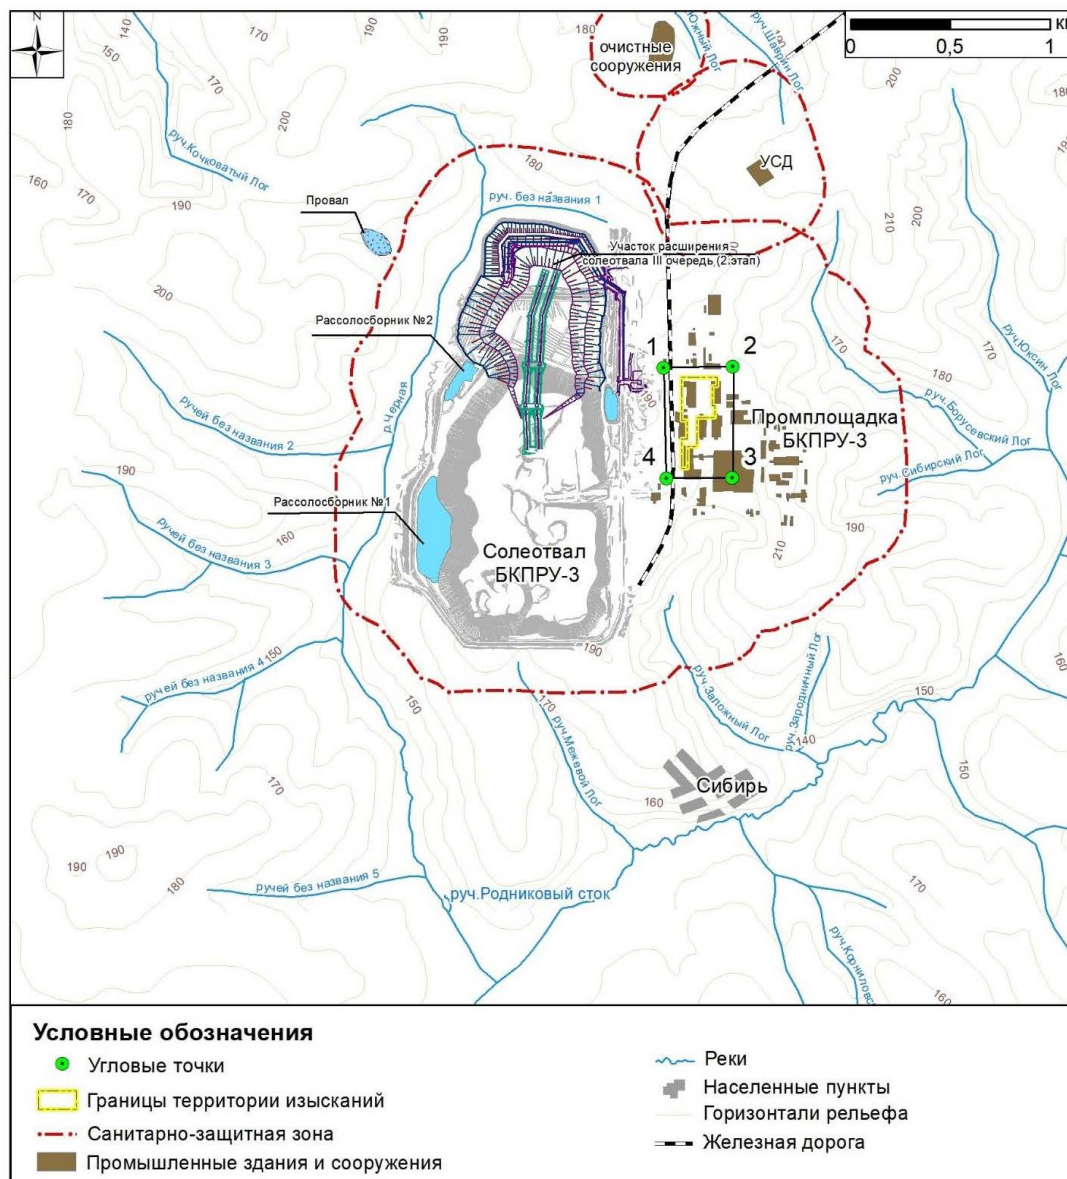 N
км
0
0,5
1
140
170
190
180
190
190
200
180
очистные
сооружения
руч.Южный Лог
руч.Шаврин Лог
180
200
180
руч.Кочковатый Лог
160
170
190
180
УСД
210
200
Провал
руч. без названия 1
Участок расширения
солеотвала III очередь (2 этап)
200
Рассолосборник №2
р.Черная
1
2
190
170
180
руч.Юксин Лог
руч.Борусевский Лог
Промплощадка
БКПРУ-3
ручей без названия 2
190
4
3
руч.Сибирский Лог
Рассолосборник №1
160
190
210
ручей без названия 3
Солеотвал
БКПРУ-3
190
160
ручей без названия 4
150
150
170
руч.Заложный Лог
руч.Зародничный Лог
150
140
руч.Межевой Лог
150
170
Сибирь
160
190
190
180
ручей без названия 5
руч.Родниковый сток
170
160
Условные обозначения
Угловые точки
Границы территории изысканий
Санитарно-защитная зона
Промышленные здания и сооружения
Реки
Населенные пункты
Горизонтали рельефа
Железная дорога